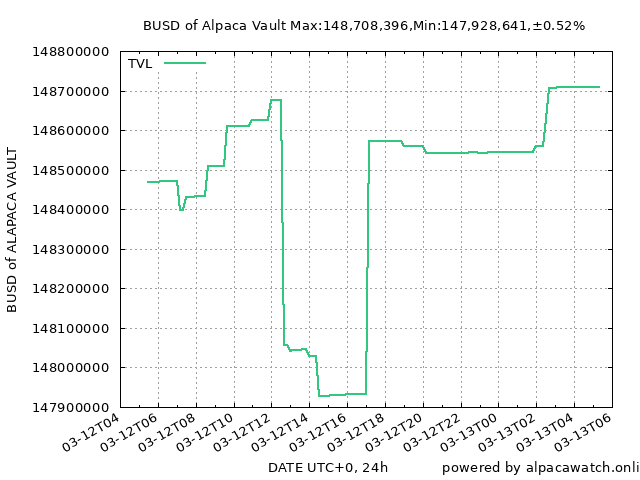 BUSD of Alpaca Vault Max:148,708,396,Min:147,928,641,±0.52%
TVL
BUSD of ALAPACA VAULT
148800000
148700000
148600000
148500000
148400000
148300000
148200000
148100000
148000000
147900000
03-12T04
03-12T06
03-12T08
03-12T10
03-12T12
03-12T14
03-12T16
03-12T18
03-12T20
03-12T22
03-13T00
03-13T02
03-13T04
03-13T06
DATE UTC+0, 24h
powered by alpacawatch.onli